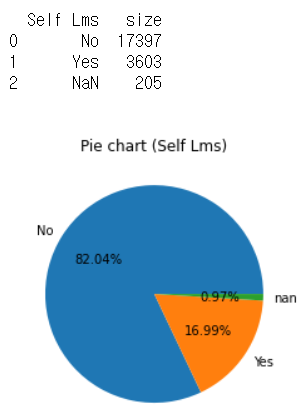 Self Lms size
0 No 17397
1 Yes 3603
2 NaN 205
Pie chart (Self Lms)
No
82.04%
0.97%
nan
16.99%
Yes